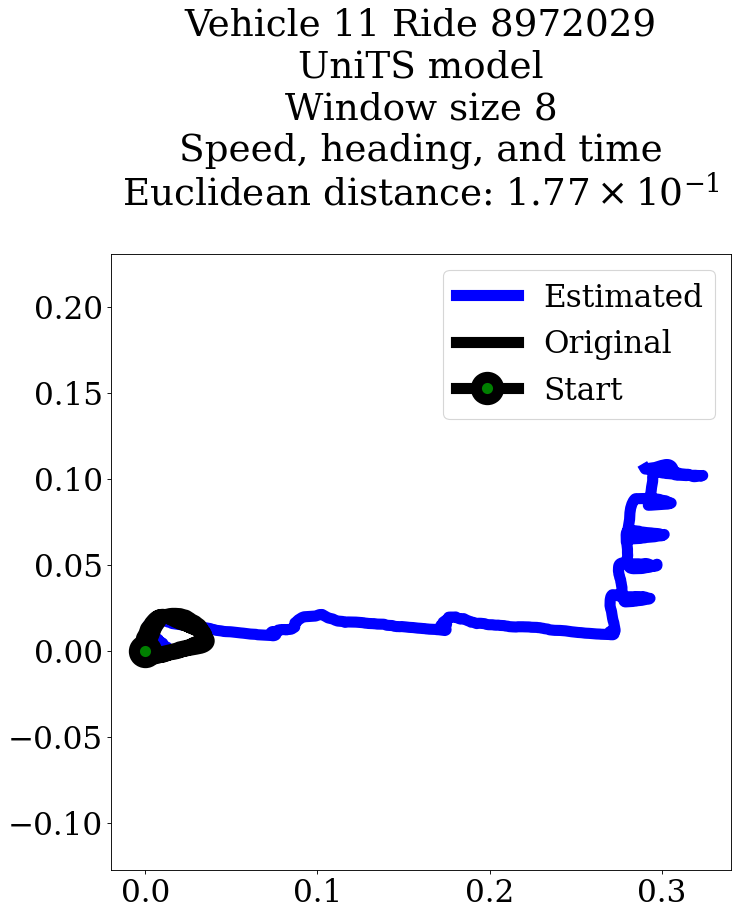 Vehicle 11 Ride 8972029
UniTS model
Window size 8
Speed, heading, and time
Euclidean distance: 1.77 × 10⁻¹
Estimated
Original
Start
0.20
0.15
0.10
0.05
0.00
−0.05
−0.10
0.0 0.1 0.2 0.3